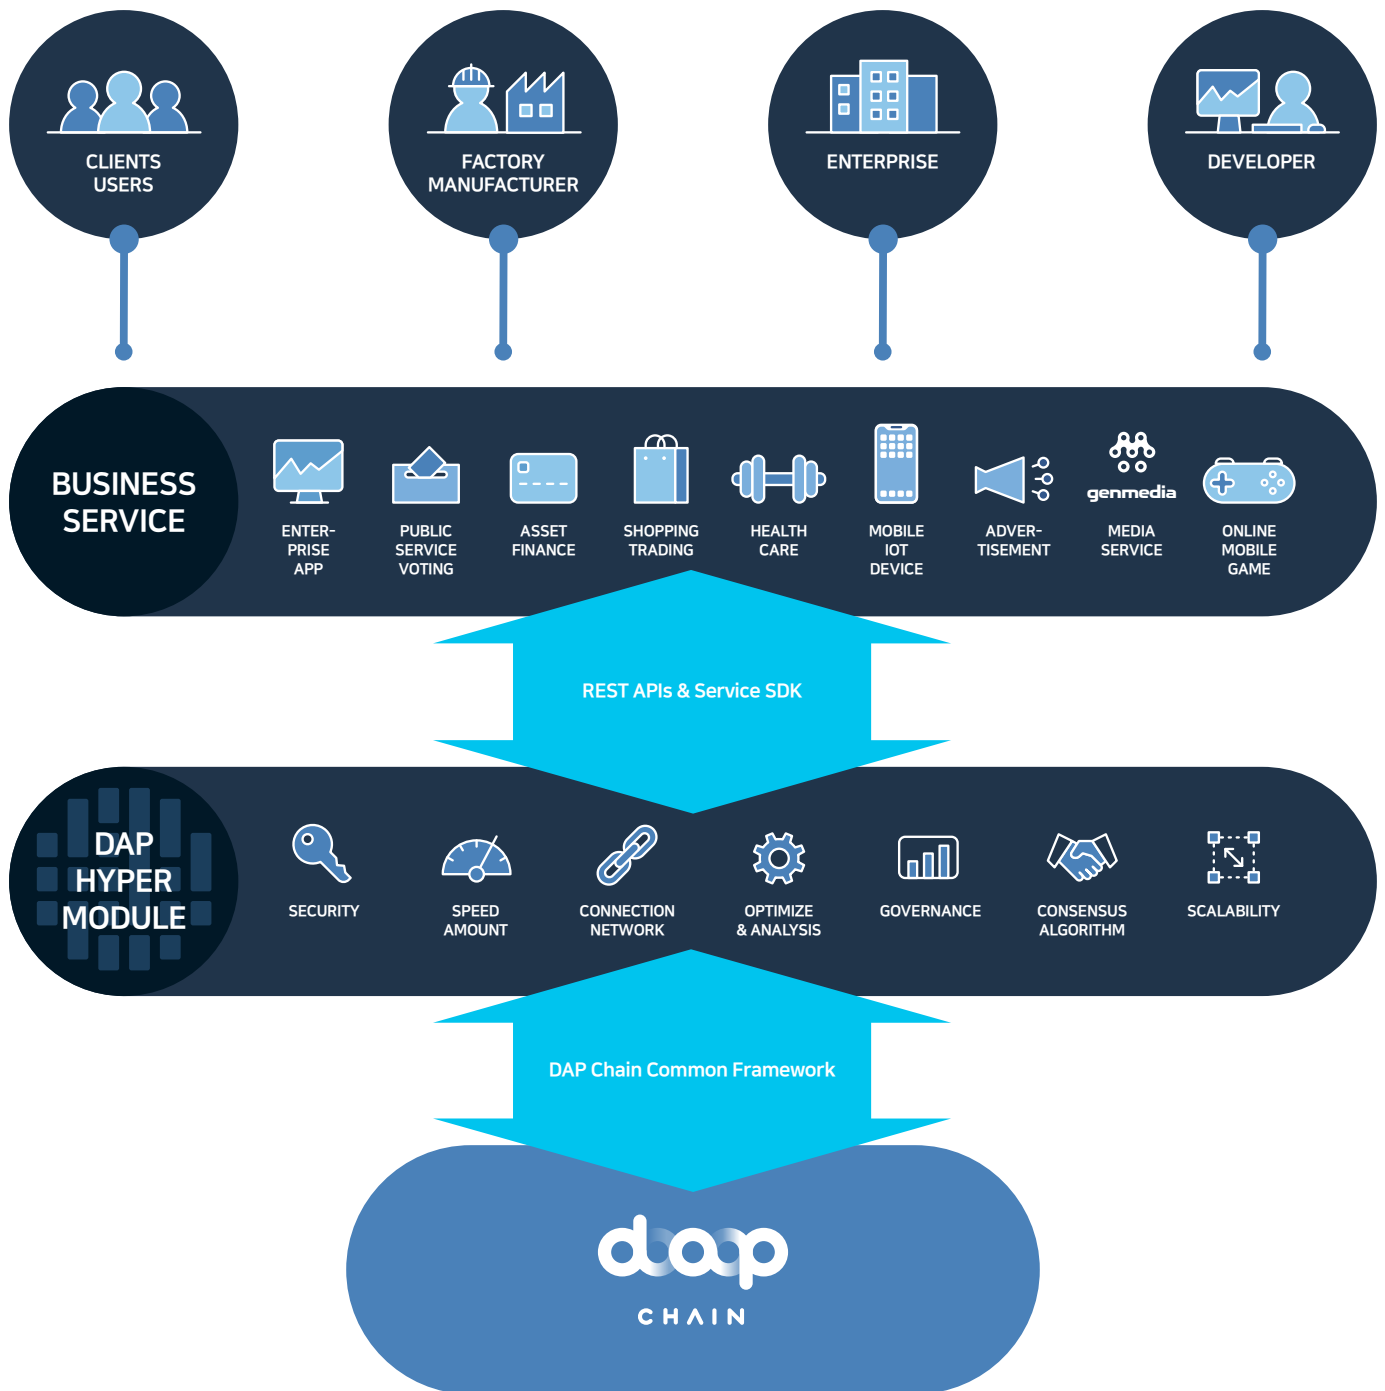 CLIENTS
USERS
FACTORY
MANUFACTURER
ENTERPRISE
DEVELOPER
BUSINESS
SERVICE
ENTER-
PRISE
APP
PUBLIC
SERVICE
VOTING
ASSET
FINANCE
SHOPPING
TRADING
HEALTH
CARE
MOBILE
IOT
DEVICE
ADVER-
TISEMENT
genmedia
MEDIA
SERVICE
ONLINE
MOBILE
GAME
REST APIs & Service SDK
DAP
HYPER
MODULE
SECURITY
SPEED
AMOUNT
CONNECTION
NETWORK
OPTIMIZE
& ANALYSIS
GOVERNANCE
CONSENSUS
ALGORITHM
SCALABILITY
DAP Chain Common Framework
dap
CHAIN